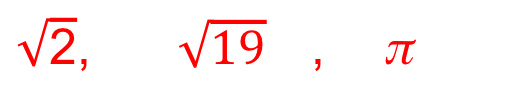 √2, √19 , π